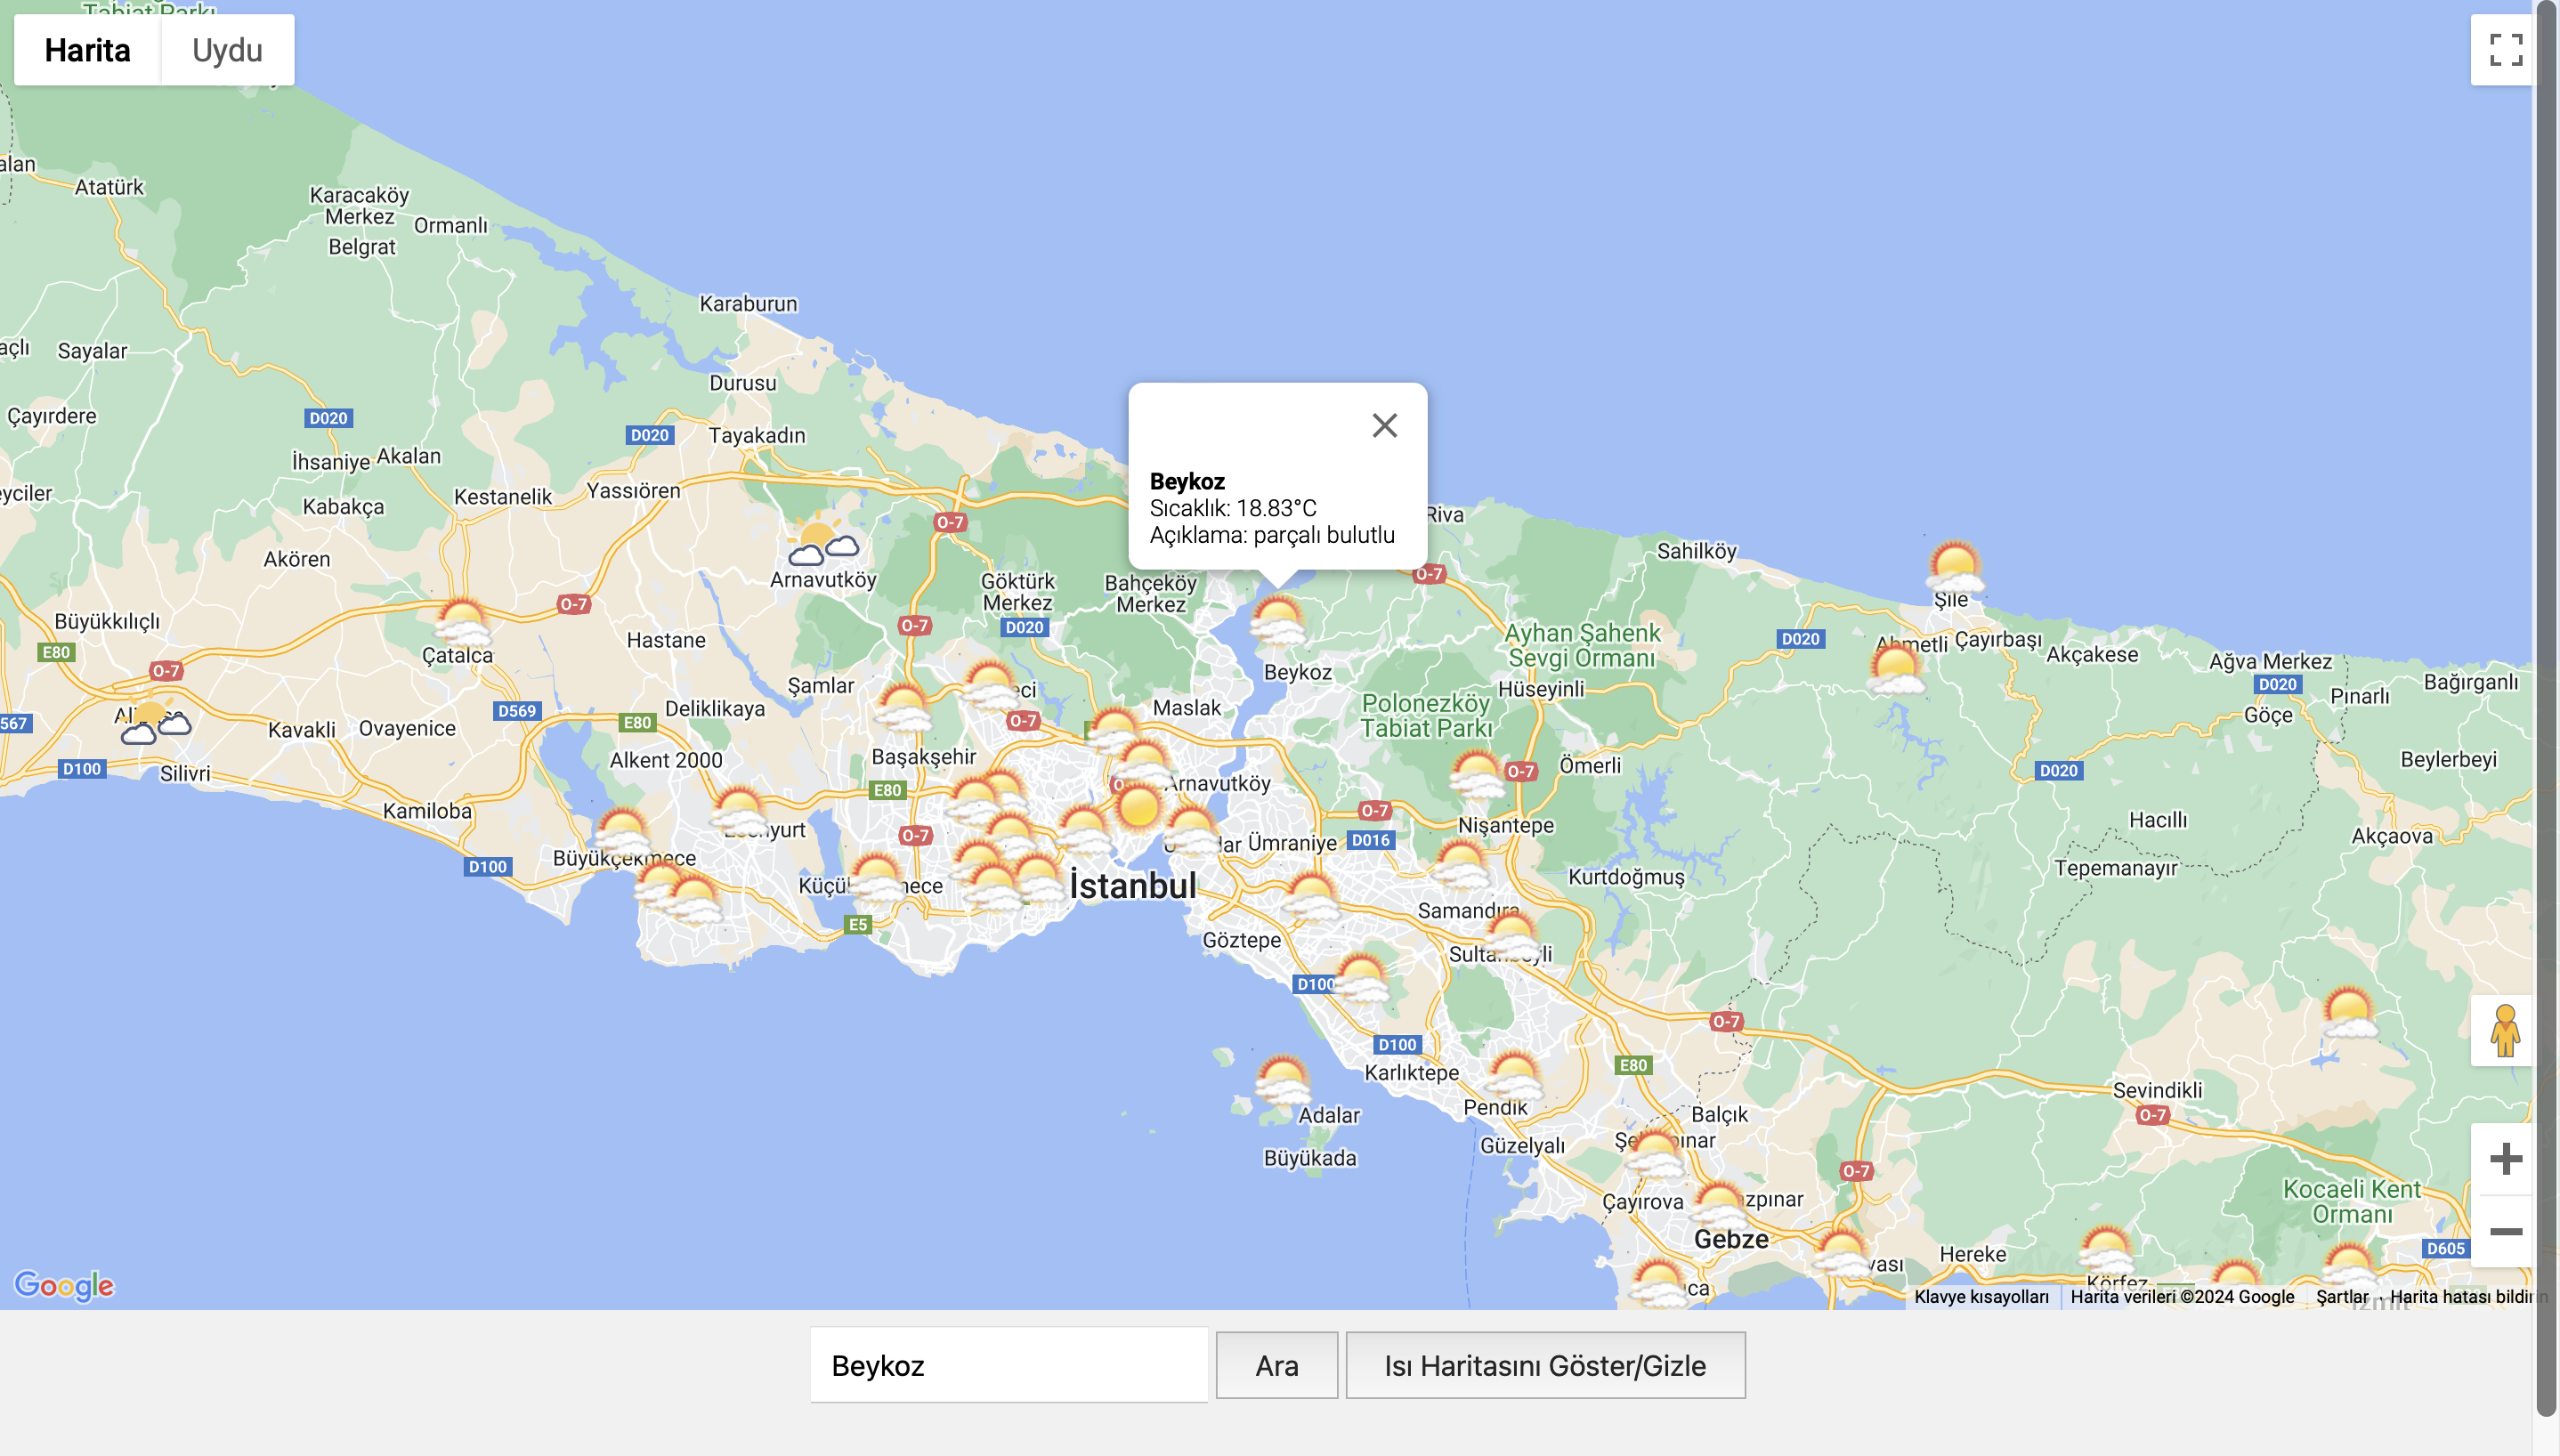 Tabiat Parkı
Harita
Uydu
Atatürk
Karacaköy
Merkez
Ormanlı
Belgrat
Karaburun
Sayalar
Durusu
Çayırdere
D020
D020
Tayakadın
İhsaniye
Akalan
Kabakça
Kestanelik
Yassıören
Beykoz
Sıcaklık: 18.83°C
Açıklama: parçalı bulutlu
Riva
O-7
O-7
Sahilköy
Akören
Arnavutköy
Göktürk
Merkez
Bahçeköy
Merkez
O-7
O-7
D020
Şile
Büyükkılıçlı
E80
O-7
Çatalca
Hastane
Beykoz
Ayhan Şahenk
Sevgi Ormanı
D020
Ahmetli
Çayırbaşı
Akçakese
Ağva Merkez
D020
Pınarlı
Bağırganlı
Şamlar
Hüseyinli
Polonezköy
Tabiat Parkı
567
Kavakli
Ovayenice
D569
E80
Deliklikaya
O-7
Maslak
Göçe
D100
Silivri
Alkent 2000
Başakşehir
E80
Arnavutköy
O-7
Ömerli
D020
Beylerbeyi
Kamiloba
O-7
O-7
D016
Nişantepe
Hacıllı
Akçaova
Büyükçekmece
D100
Ümraniye
Tepemanayır
Kurtdoğmuş
İstanbul
E5
Samandıra
Göztepe
Sultanbeyli
D100
O-7
D100
E80
Karlıktepe
Adalar
Pendik
Balçık
Sevindikli
O-7
Büyükada
Güzelyalı
O-7
Çayırova
Kocaeli Kent
Ormanı
Gebze
Hereke
D605
Körfez
Google
Klavye kısayolları
Harita verileri ©2024 Google
Şartlar
Harita hatası bildirin
Beykoz
Ara
Isı Haritasını Göster/Gizle